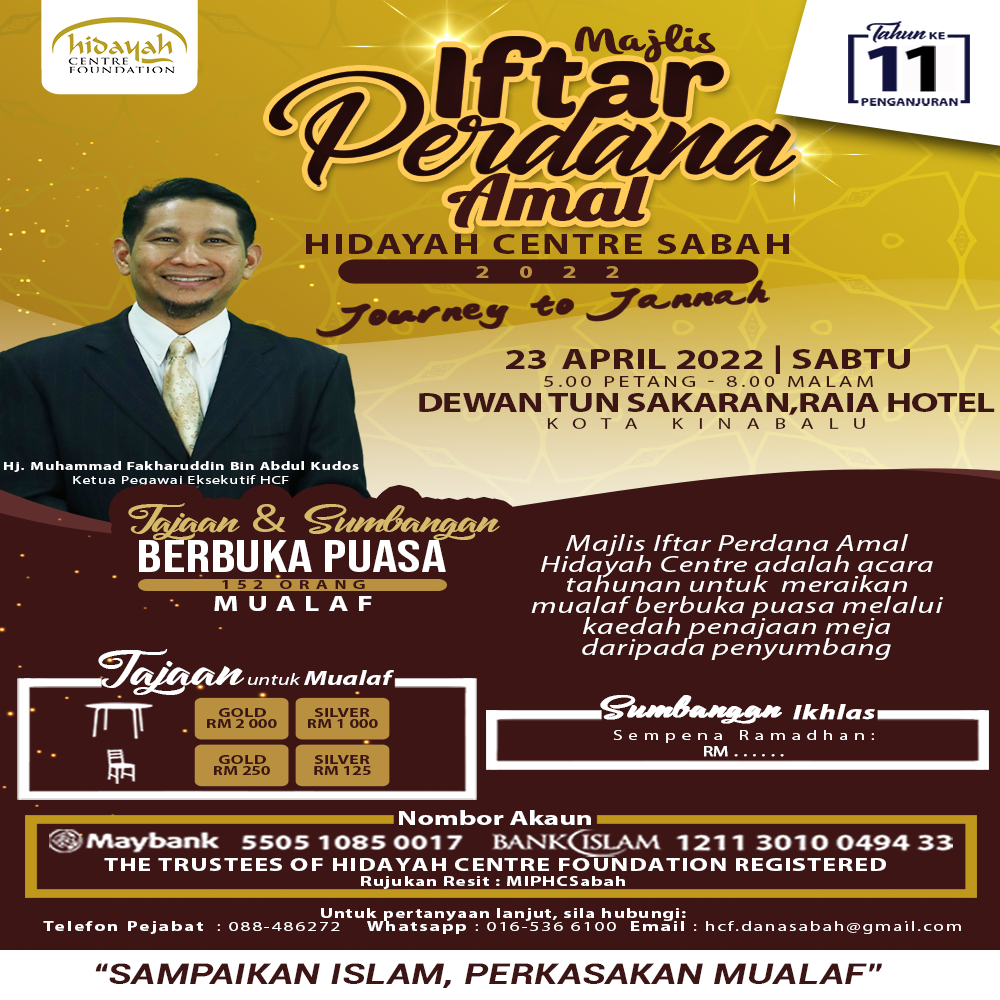 hidayah
CENTRE
FOUNDATION
Majlis
Iftar
Perdana
Amal
HIDAYAH CENTRE SABAH
2022
Journey to Jannah
Tahun KE
11
PENGANJURAN
23 APRIL 2022 | SABTU
5.00 PETANG - 8.00 MALAM
DEWAN TUN SAKARAN,RAIA HOTEL
KOTA KINABALU
Hj. Muhammad Fakharuddin Bin Abdul Kudos
Ketua Pegawai Eksekutif HCF
Tajaan & Sumbangan
BERBUKA PUASA
152 ORANG
MUALAF
Majlis Iftar Perdana Amal
Hidayah Centre adalah acara
tahunan untuk meraikan
mualaf berbuka puasa melalui
kaedah penajaan meja
daripada penyumbang
Tajaan untuk Mualaf
GOLD
RM 2 000
SILVER
RM 1 000
GOLD
RM 250
SILVER
RM 125
Sumbangan Ikhlas
Sempena Ramadhan:
RM ......
Nombor Akaun
Maybank 5505 1085 0017 BANK ISLAM 1211 3010 0494 33
THE TRUSTEES OF HIDAYAH CENTRE FOUNDATION REGISTERED
Rujukan Resit : MIPHCSabah
Untuk pertanyaan lanjut, sila hubungi:
Telefon Pejabat : 088-486272 Whatsapp : 016-536 6100 Email : hcf.danasabah@gmail.com
“SAMPAIKAN ISLAM, PERKASAKAN MUALAF”